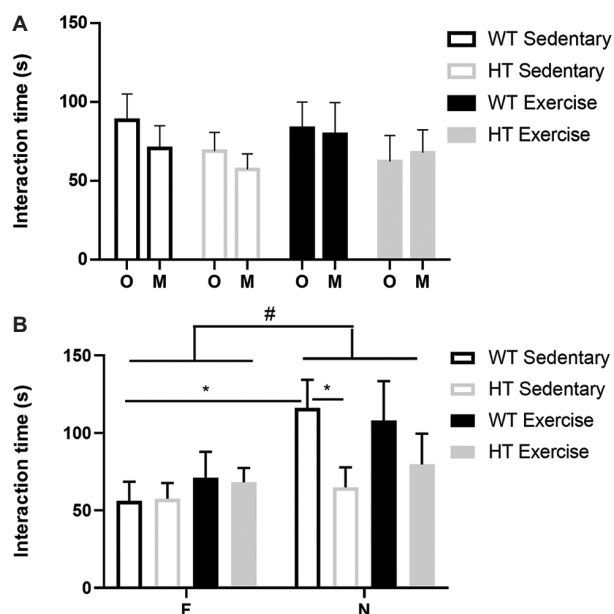 A
Interaction time (s)
150
100
50
0
O M O M O M O M
WT Sedentary
HT Sedentary
WT Exercise
HT Exercise
B
Interaction time (s)
150
100
50
0
#
* *
F N
WT Sedentary
HT Sedentary
WT Exercise
HT Exercise